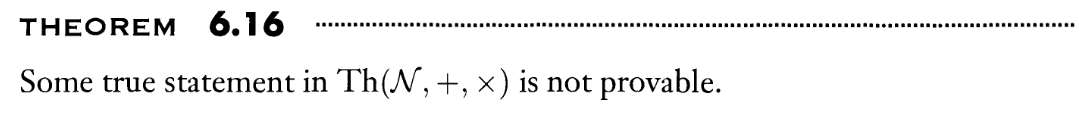 THEOREM 6.16
Some true statement in Th(𝒩, +, ×) is not provable.